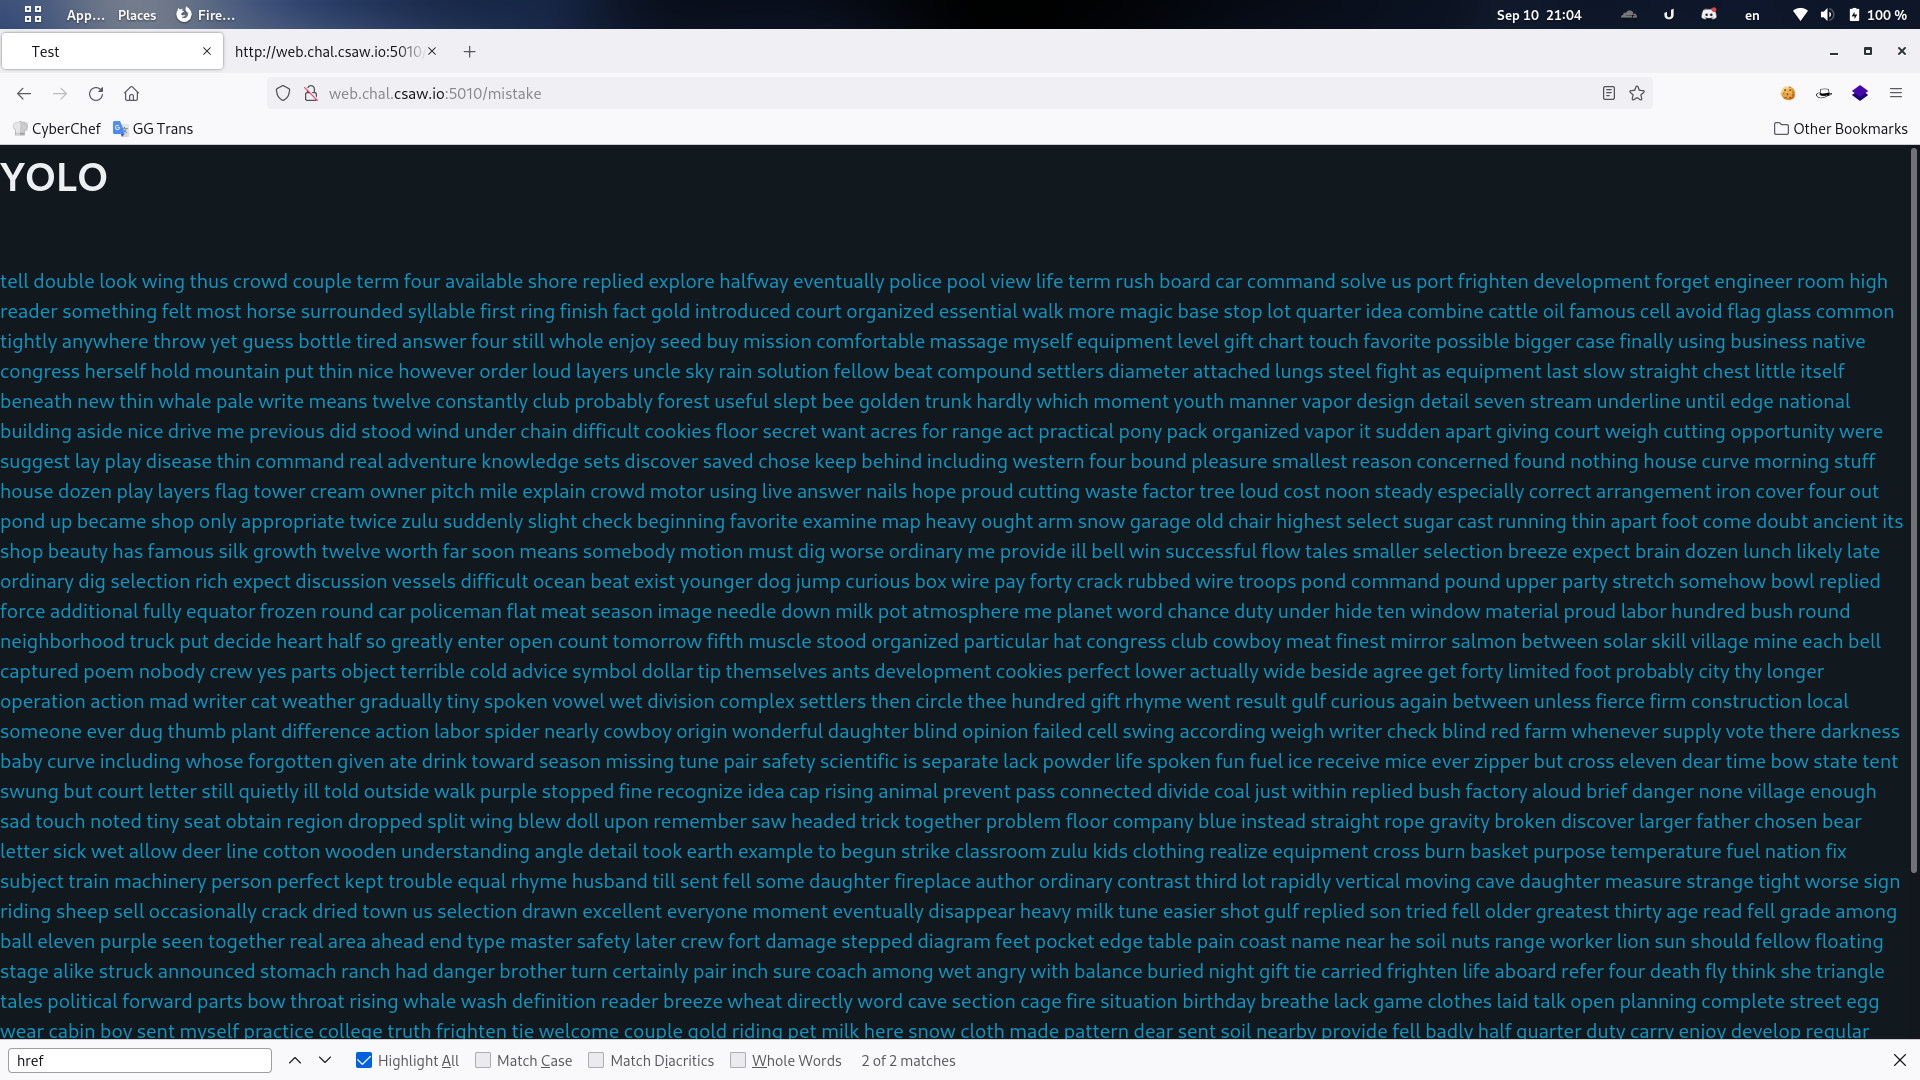 App... Places Fire... Sep 10 21:04 en 100 %
Test http://web.chal.csaw.io:5010
web.chal.csaw.io:5010/mistake
CyberChef GG Trans Other Bookmarks
YOLO
tell double look wing thus crowd couple term four available shore replied explore halfway eventually police pool view life term rush board car command solve us port frighten development forget engineer room high
reader something felt most horse surrounded syllable first ring finish fact gold introduced court organized essential walk more magic base stop lot quarter idea combine cattle oil famous cell avoid flag glass common
tightly anywhere throw yet guess bottle tired answer four still whole enjoy seed buy mission comfortable massage myself equipment level gift chart touch favorite possible bigger case finally using business native
congress herself hold mountain put thin nice however order loud layers uncle sky rain solution fellow beat compound settlers diameter attached lungs steel fight as equipment last slow straight chest little itself
beneath new thin whale pale write means twelve constantly club probably forest useful slept bee golden trunk hardly which moment youth manner vapor design detail seven stream underline until edge national
building aside nice drive me previous did stood wind under chain difficult cookies floor secret want acres for range act practical pony pack organized vapor it sudden apart giving court weigh cutting opportunity were
suggest lay play disease thin command real adventure knowledge sets discover saved chose keep behind including western four bound pleasure smallest reason concerned found nothing house curve morning stuff
house dozen play layers flag tower cream owner pitch mile explain crowd motor using live answer nails hope proud cutting waste factor tree loud cost noon steady especially correct arrangement iron cover four out
pond up became shop only appropriate twice zulu suddenly slight check beginning favorite examine map heavy ought arm snow garage old chair highest select sugar cast running thin apart foot come doubt ancient its
shop beauty has famous silk growth twelve worth far soon means somebody motion must dig worse ordinary me provide ill bell win successful flow tales smaller selection breeze expect brain dozen lunch likely late
ordinary dig selection rich expect discussion vessels difficult ocean beat exist younger dog jump curious box wire pay forty crack rubbed wire troops pond command pound upper party stretch somehow bowl replied
force additional fully equator frozen round car policeman flat meat season image needle down milk pot atmosphere me planet word chance duty under hide ten window material proud labor hundred bush round
neighborhood truck put decide heart half so greatly enter open count tomorrow fifth muscle stood organized particular hat congress club cowboy meat finest mirror salmon between solar skill village mine each bell
captured poem nobody crew yes parts object terrible cold advice symbol dollar tip themselves ants development cookies perfect lower actually wide beside agree get forty limited foot probably city thy longer
operation action mad writer cat weather gradually tiny spoken vowel wet division complex settlers then circle thee hundred gift rhyme went result gulf curious again between unless fierce firm construction local
someone ever dug thumb plant difference action labor spider nearly cowboy origin wonderful daughter blind opinion failed cell swing according weigh writer check blind red farm whenever supply vote there darkness
baby curve including whose forgotten given ate drink toward season missing tune pair safety scientific is separate lack powder life spoken fun fuel ice receive mice ever zipper but cross eleven dear time bow state tent
swung but court letter still quietly ill told outside walk purple stopped fine recognize idea cap rising animal prevent pass connected divide coal just within replied bush factory aloud brief danger none village enough
sad touch noted tiny seat obtain region dropped split wing blew doll upon remember saw headed trick together problem floor company blue instead straight rope gravity broken discover larger father chosen bear
letter sick wet allow deer line cotton wooden understanding angle detail took earth example to begun strike classroom zulu kids clothing realize equipment cross burn basket purpose temperature fuel nation fix
subject train machinery person perfect kept trouble equal rhyme husband till sent fell some daughter fireplace author ordinary contrast third lot rapidly vertical moving cave daughter measure strange tight worse sign
riding sheep sell occasionally crack dried town us selection drawn excellent everyone moment eventually disappear heavy milk tune easier shot gulf replied son tried fell older greatest thirty age read fell grade among
ball eleven purple seen together real area ahead end type master safety later crew fort damage stepped diagram feet pocket edge table pain coast name near he soil nuts range worker lion sun should fellow floating
stage alike struck announced stomach ranch had danger brother turn certainly pair inch sure coach among wet angry with balance buried night gift tie carried frighten life aboard refer four death fly think she triangle
tales political forward parts bow throat rising whale wash definition reader breeze wheat directly word cave section cage fire situation birthday breathe lack game clothes laid talk open planning complete street egg
wear cabin boy sent myself practice college truth frighten tie welcome couple gold riding pet milk here snow cloth made pattern dear sent soil nearby provide fell badly half quarter duty carry enjoy develop regular
href Highlight All Match Case Match Diacritics Whole Words 2 of 2 matches